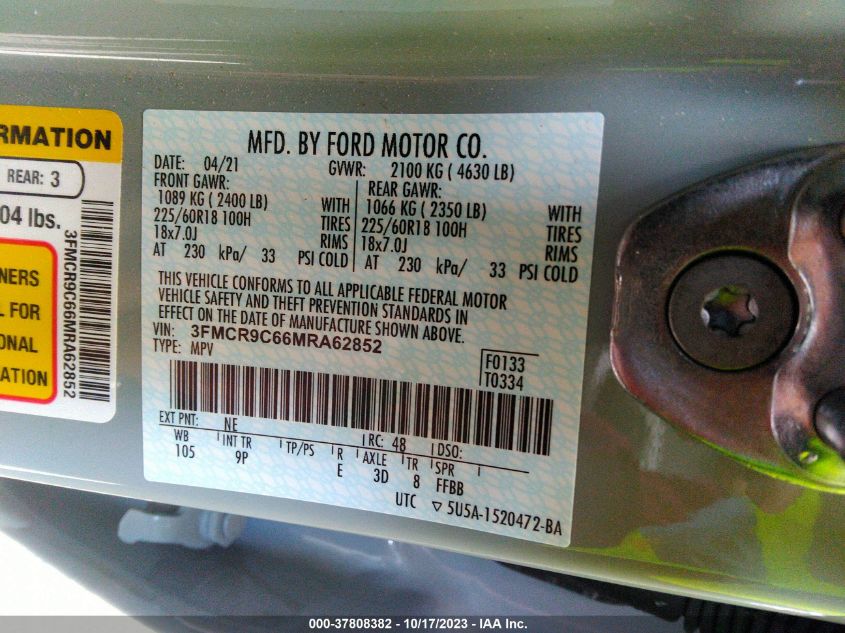 RMATION
REAR: 3
04 lbs.
NERS
L FOR
ONAL
ATION
3FMCR9C66MRA62852
MFD. BY FORD MOTOR CO.
DATE: 04/21 GVWR: 2100 KG ( 4630 LB)
FRONT GAWR: REAR GAWR:
1089 KG ( 2400 LB) WITH 1066 KG ( 2350 LB) WITH
225/60R18 100H TIRES 225/60R18 100H TIRES
18x7.0J RIMS 18x7.0J RIMS
AT 230 kPa/ 33 PSI COLD AT 230 kPa/ 33 PSI COLD
THIS VEHICLE CONFORMS TO ALL APPLICABLE FEDERAL MOTOR
VEHICLE SAFETY AND THEFT PREVENTION STANDARDS IN
EFFECT ON THE DATE OF MANUFACTURE SHOWN ABOVE.
VIN: 3FMCR9C66MRA62852
TYPE: MPV
F0133
T0334
EXT PNT: NE RC: 48 DSO:
WB INT TR TP/PS R AXLE TR SPR
105 9P E 3D 8 FFBB
UTC ▽ 5U5A-1520472-BA
000-37808382 / 10/17/2023 - IAA Inc.